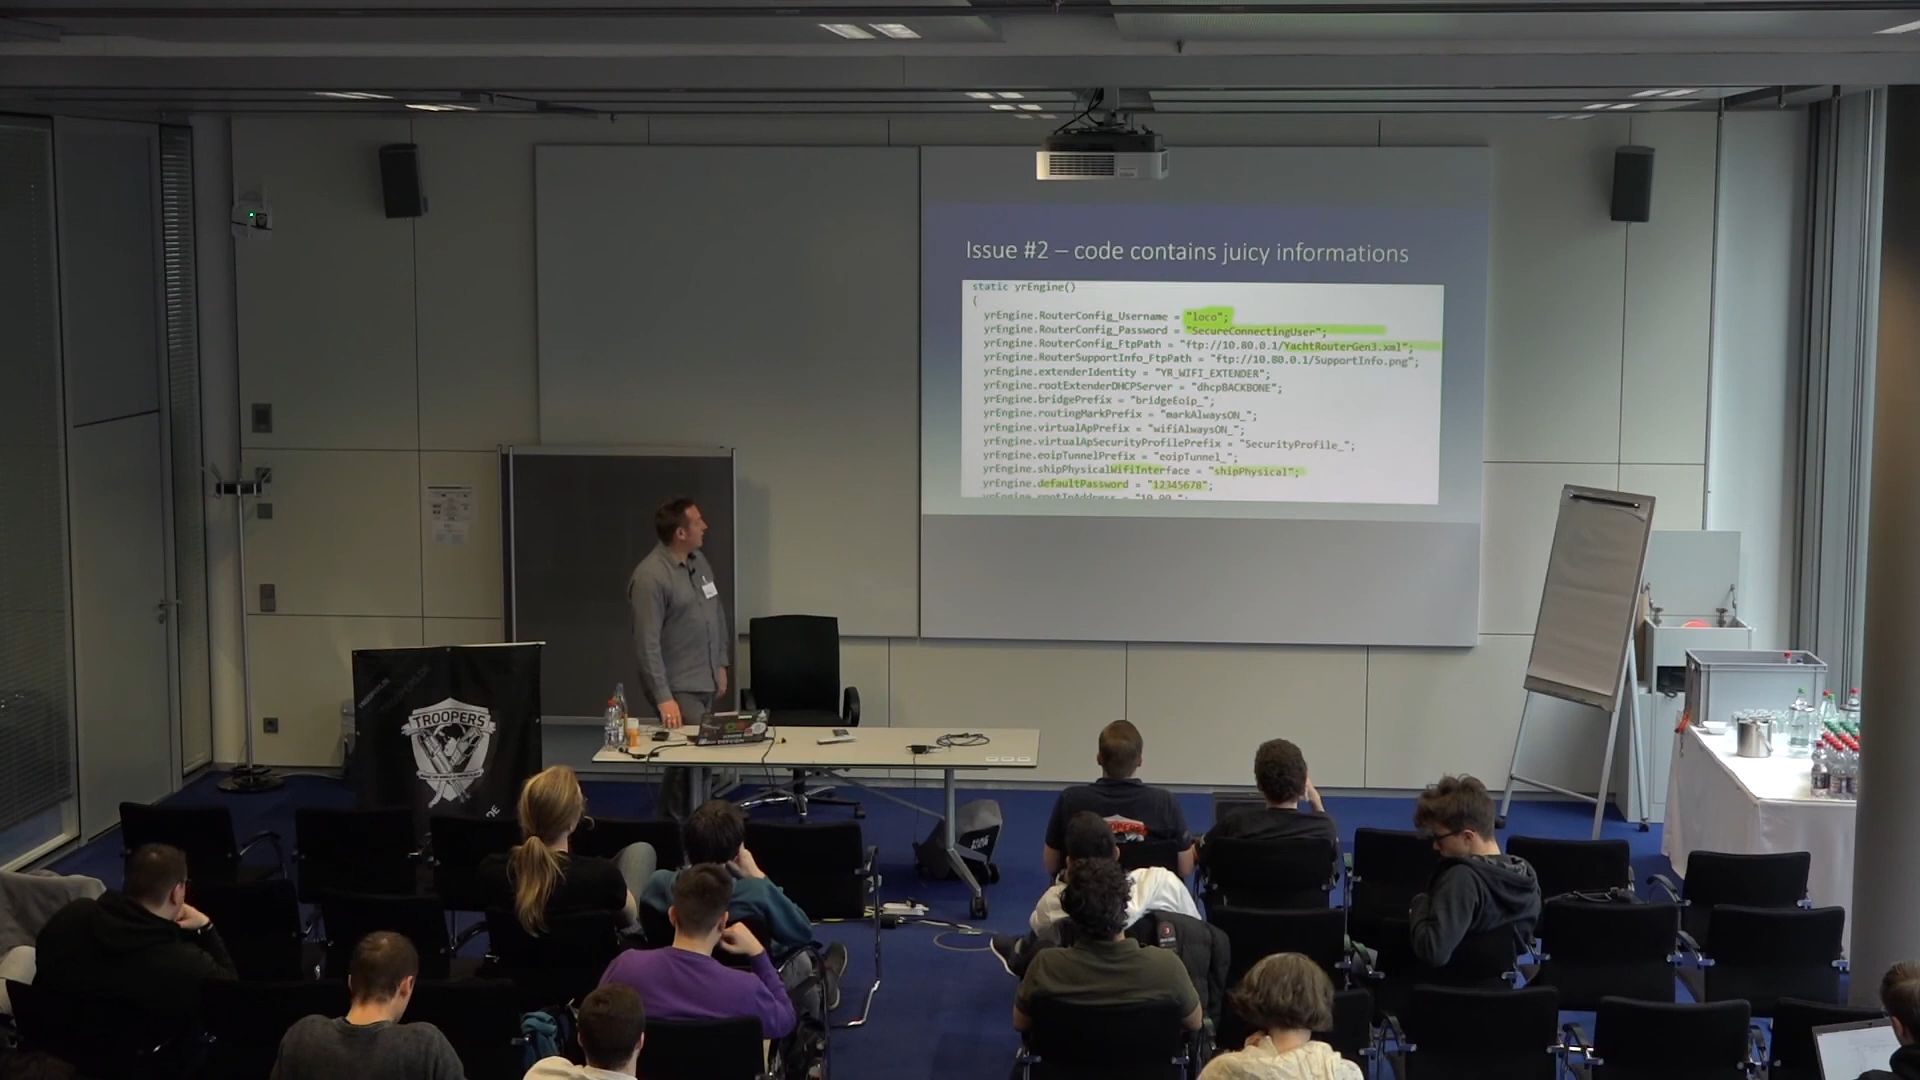 Issue #2 – code contains juicy informations
static yrEngine()
{
yrEngine.RouterConfig_Username = "loco";
yrEngine.RouterConfig_Password = "SecureConnectingUser";
yrEngine.RouterConfig_FtpPath = "ftp://10.80.0.1/YachtRouterGen3.xml";
yrEngine.RouterSupportInfo_FtpPath = "ftp://10.80.0.1/SupportInfo.png";
yrEngine.extenderIdentity = "YR_WIFI_EXTENDER";
yrEngine.rootExtenderDHCPServer = "dhcpBACKBONE";
yrEngine.bridgePrefix = "bridgeEoip_";
yrEngine.routingMarkPrefix = "markAlwaysON_";
yrEngine.virtualApPrefix = "wifiAlwaysON_";
yrEngine.virtualApSecurityProfilePrefix = "SecurityProfile_";
yrEngine.eoipTunnelPrefix = "eoipTunnel_";
yrEngine.shipPhysicalWifiInterface = "shipPhysical";
yrEngine.defaultPassword = "12345678";
TROOPERS